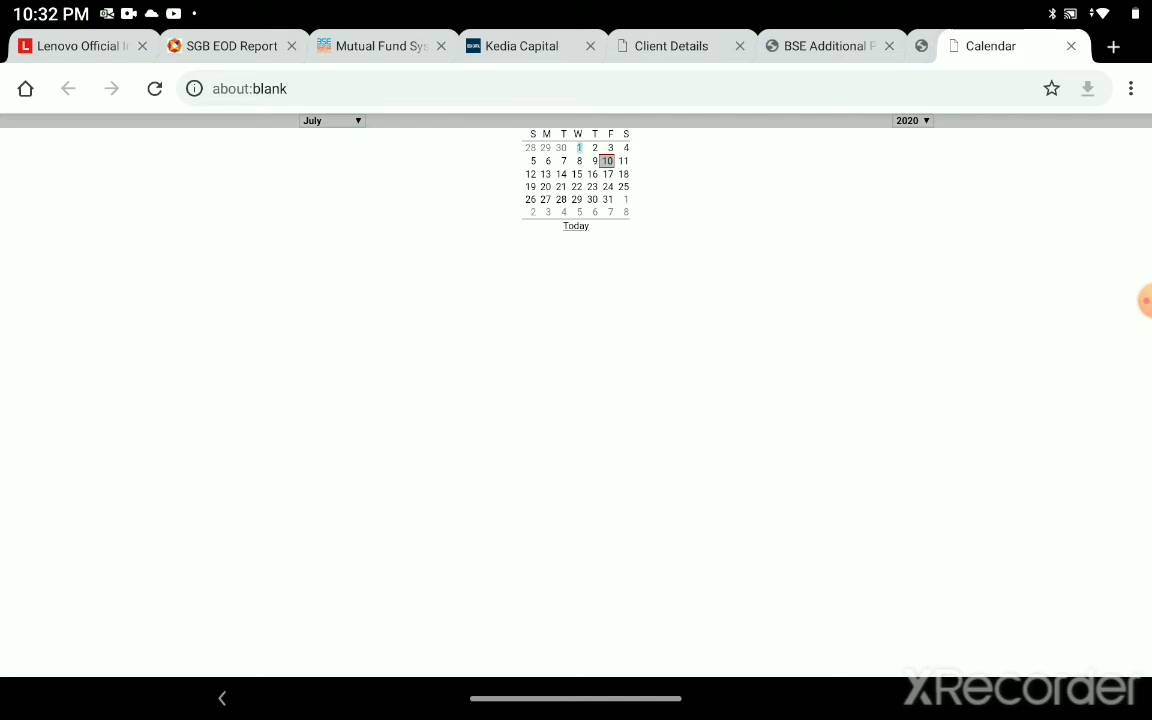 10:32 PM
Lenovo Official
SGB EOD Report
Mutual Fund Sys
Kedia Capital
Client Details
BSE Additional P
Calendar
about:blank
July
2020
S M T W T F S
28 29 30 1 2 3 4
5 6 7 8 9 10 11
12 13 14 15 16 17 18
19 20 21 22 23 24 25
26 27 28 29 30 31 1
2 3 4 5 6 7 8
Today
XRecorder